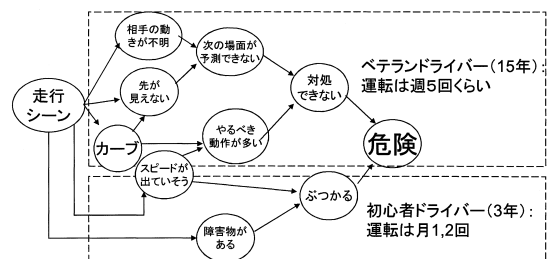 相手の動
きが不明
次の場面が
予測できない
ベテランドライバー（15年）：
運転は週5回くらい
先が
見えない
対処
できない
走行
シーン
カーブ
やるべき
動作が多い
危険
スピードが
出ていそう
ぶつかる
初心者ドライバー（3年）：
運転は月1,2回
障害物が
ある